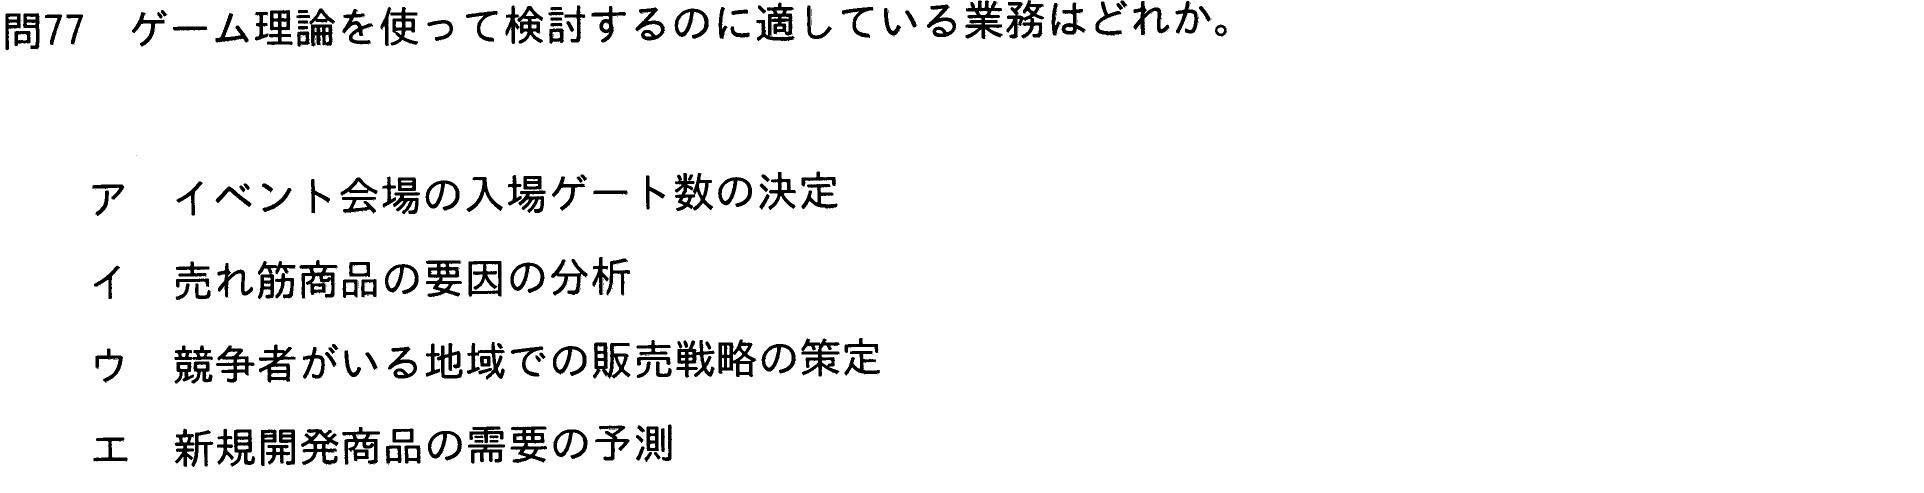 問77 ゲーム理論を使って検討するのに適している業務はどれか。
ア イベント会場の入場ゲート数の決定
イ 売れ筋商品の要因の分析
ウ 競争者がいる地域での販売戦略の策定
エ 新規開発商品の需要の予測